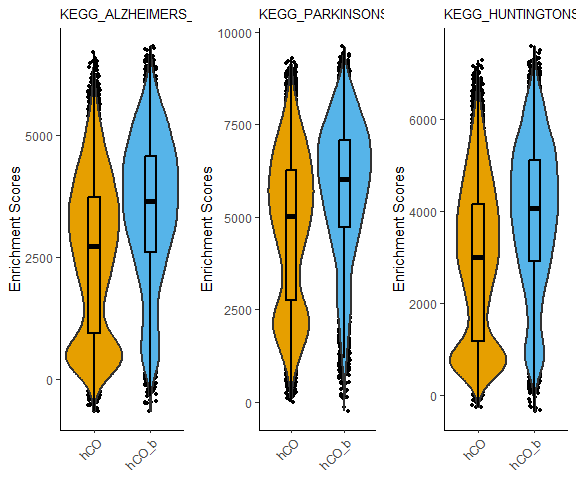 KEGG_ALZHEIMERS_
Enrichment Scores
5000
2500
0
hCO
hCO_b
KEGG_PARKINSONS
Enrichment Scores
10000
7500
5000
2500
0
hCO
hCO_b
KEGG_HUNTINGTONS
Enrichment Scores
6000
4000
2000
0
hCO
hCO_b